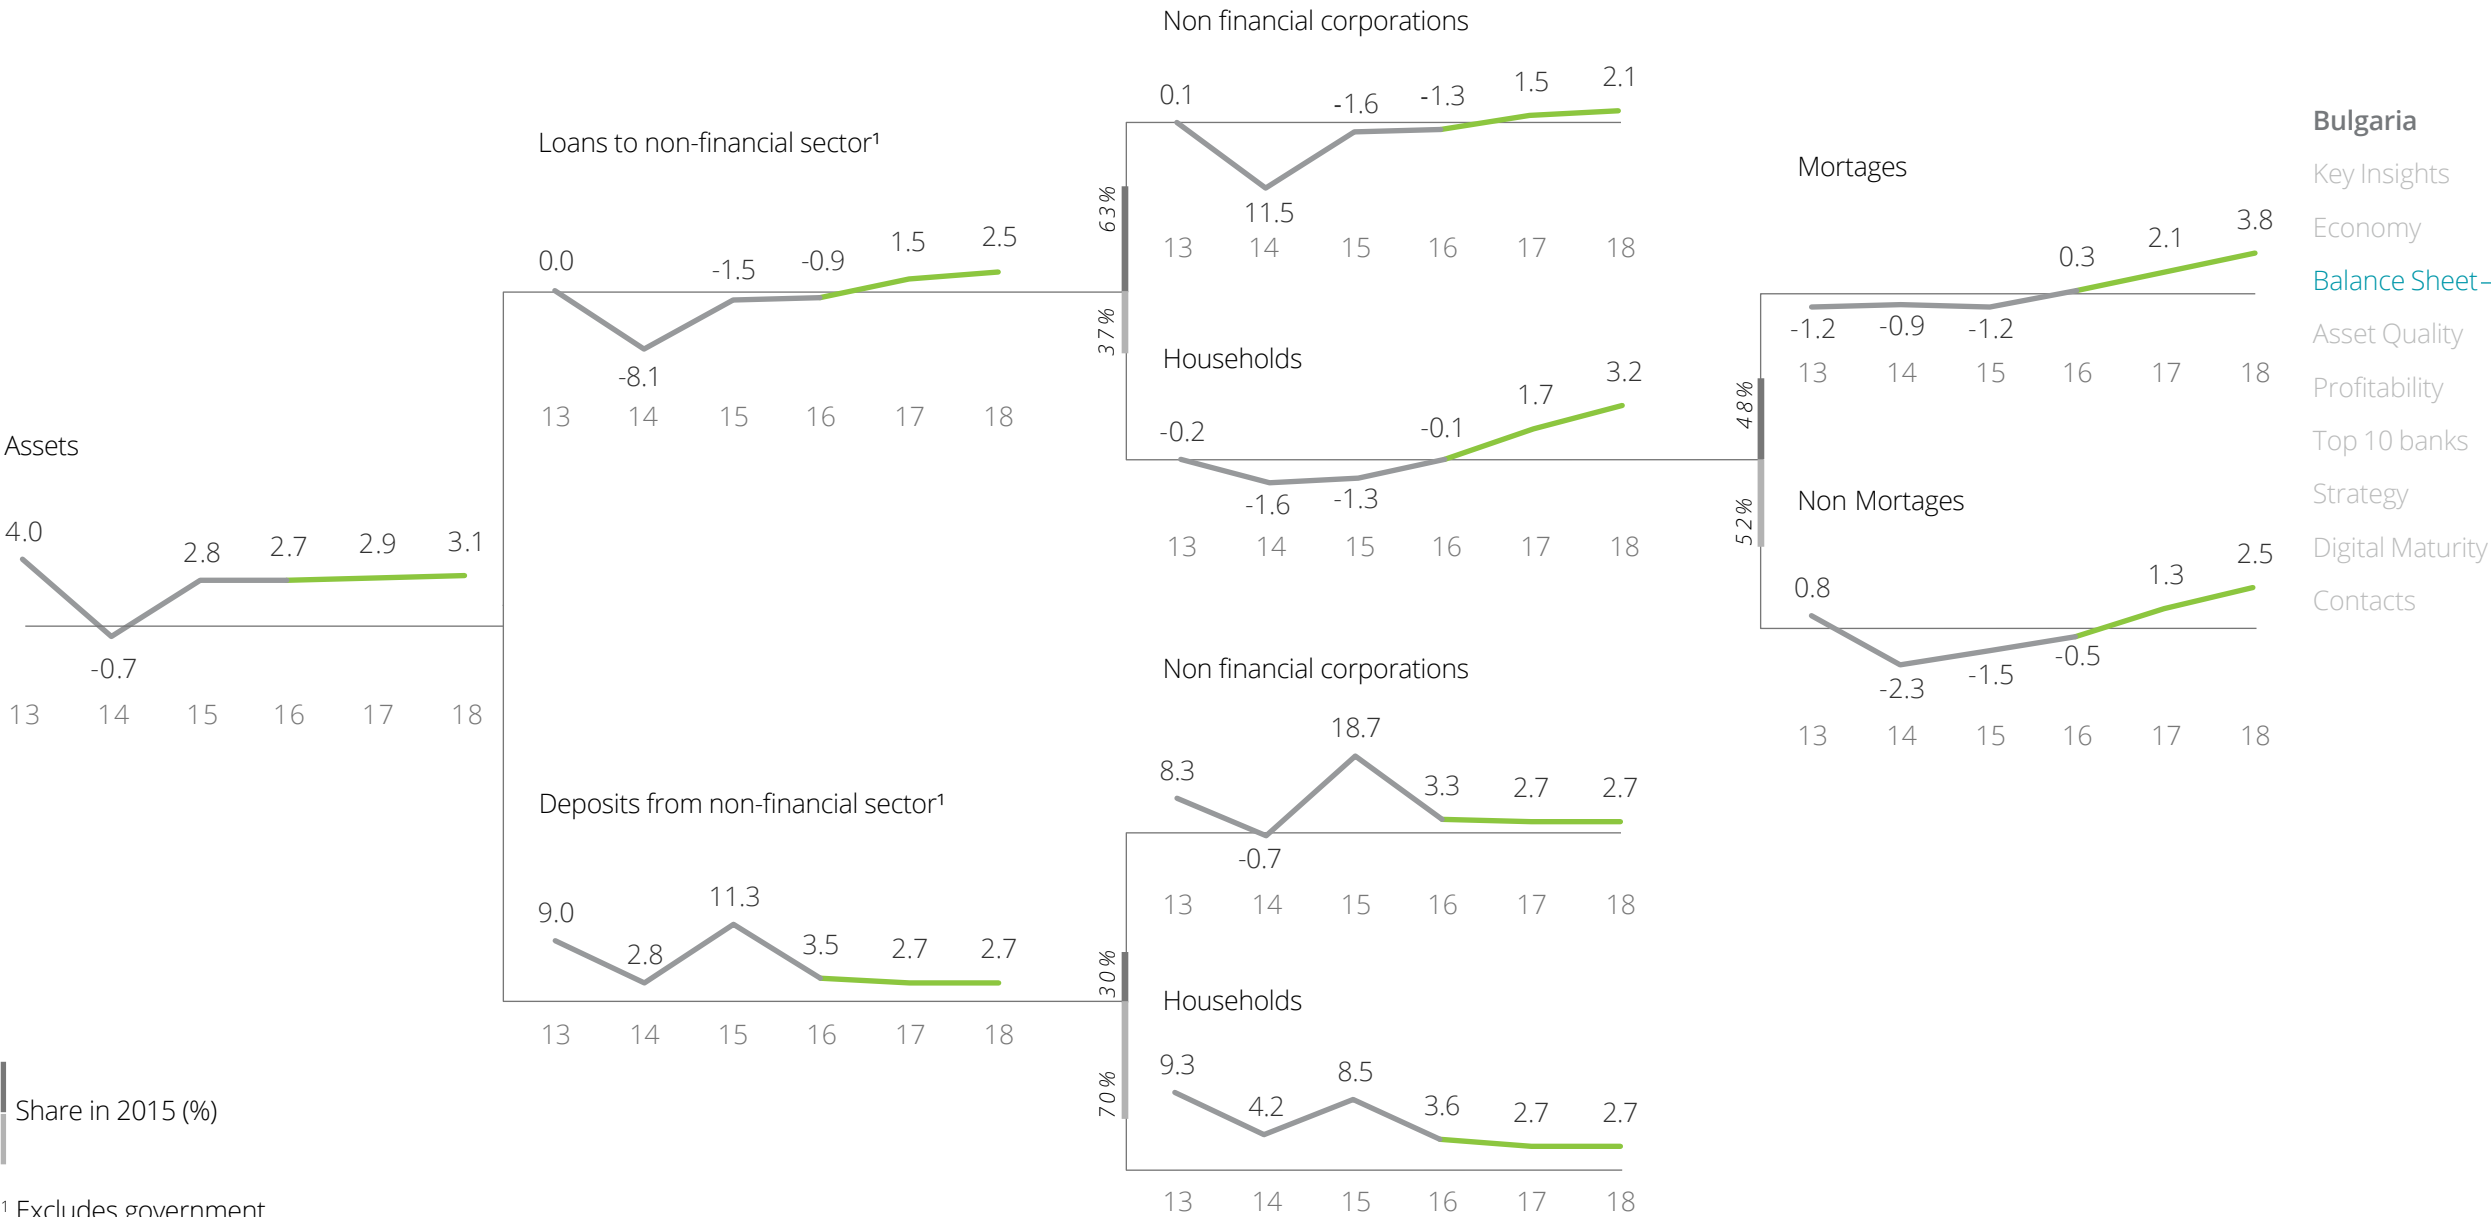 Assets
4.0 -0.7 2.8 2.7 2.9 3.1
13 14 15 16 17 18
Loans to non-financial sector¹
0.0 -8.1 -1.5 -0.9 1.5 2.5
13 14 15 16 17 18
63%
37%
Non financial corporations
0.1 11.5 -1.6 -1.3 1.5 2.1
13 14 15 16 17 18
Households
-0.2 -1.6 -1.3 -0.1 1.7 3.2
13 14 15 16 17 18
48%
52%
Mortages
-1.2 -0.9 -1.2 0.3 2.1 3.8
13 14 15 16 17 18
Non Mortages
0.8 -2.3 -1.5 -0.5 1.3 2.5
13 14 15 16 17 18
Deposits from non-financial sector¹
9.0 2.8 11.3 3.5 2.7 2.7
13 14 15 16 17 18
30%
70%
Non financial corporations
8.3 -0.7 18.7 3.3 2.7 2.7
13 14 15 16 17 18
Households
9.3 4.2 8.5 3.6 2.7 2.7
13 14 15 16 17 18
Share in 2015 (%)
¹ Excludes government
Bulgaria
Key Insights
Economy
Balance Sheet–
Asset Quality
Profitability
Top 10 banks
Strategy
Digital Maturity
Contacts